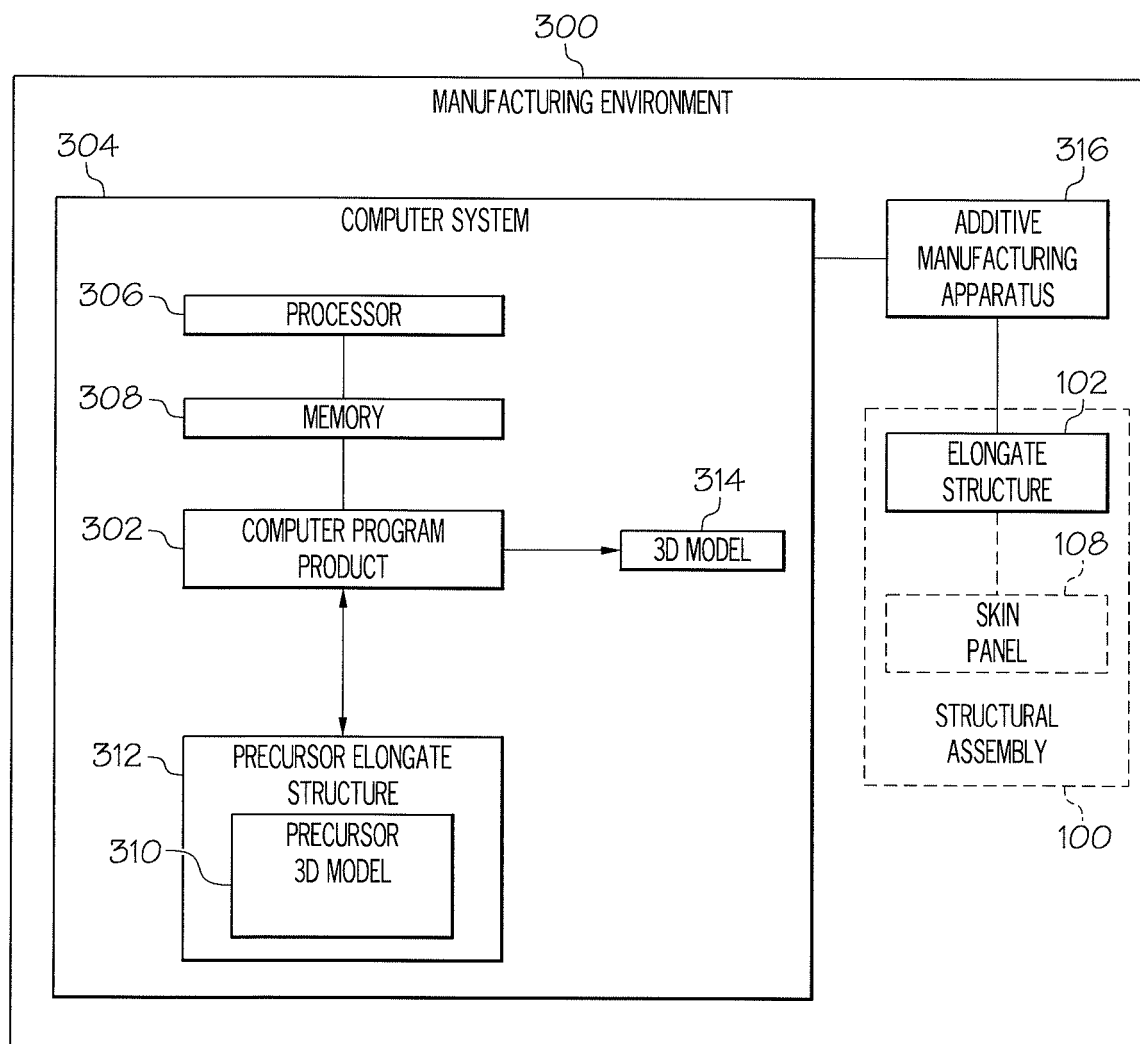 300
MANUFACTURING ENVIRONMENT
304
COMPUTER SYSTEM
306
PROCESSOR
308
MEMORY
302
COMPUTER PROGRAM
PRODUCT
314
3D MODEL
312
PRECURSOR ELONGATE
STRUCTURE
310
PRECURSOR
3D MODEL
316
ADDITIVE
MANUFACTURING
APPARATUS
102
ELONGATE
STRUCTURE
108
SKIN
PANEL
STRUCTURAL
ASSEMBLY
100